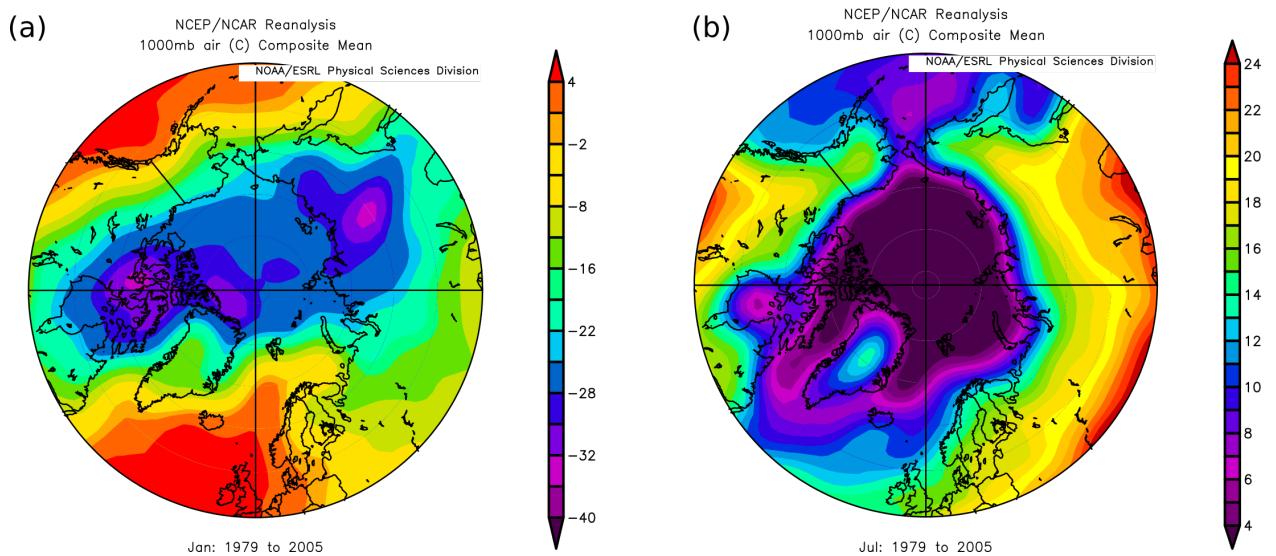 (a)
NCEP/NCAR Reanalysis
1000mb air (C) Composite Mean
NOAA/ESRL Physical Sciences Division
4
−2
−8
−16
−22
−28
−32
−40
Jan: 1979 to 2005
(b)
NCEP/NCAR Reanalysis
1000mb air (C) Composite Mean
NOAA/ESRL Physical Sciences Division
24
22
20
18
16
14
12
10
8
6
4
Jul: 1979 to 2005